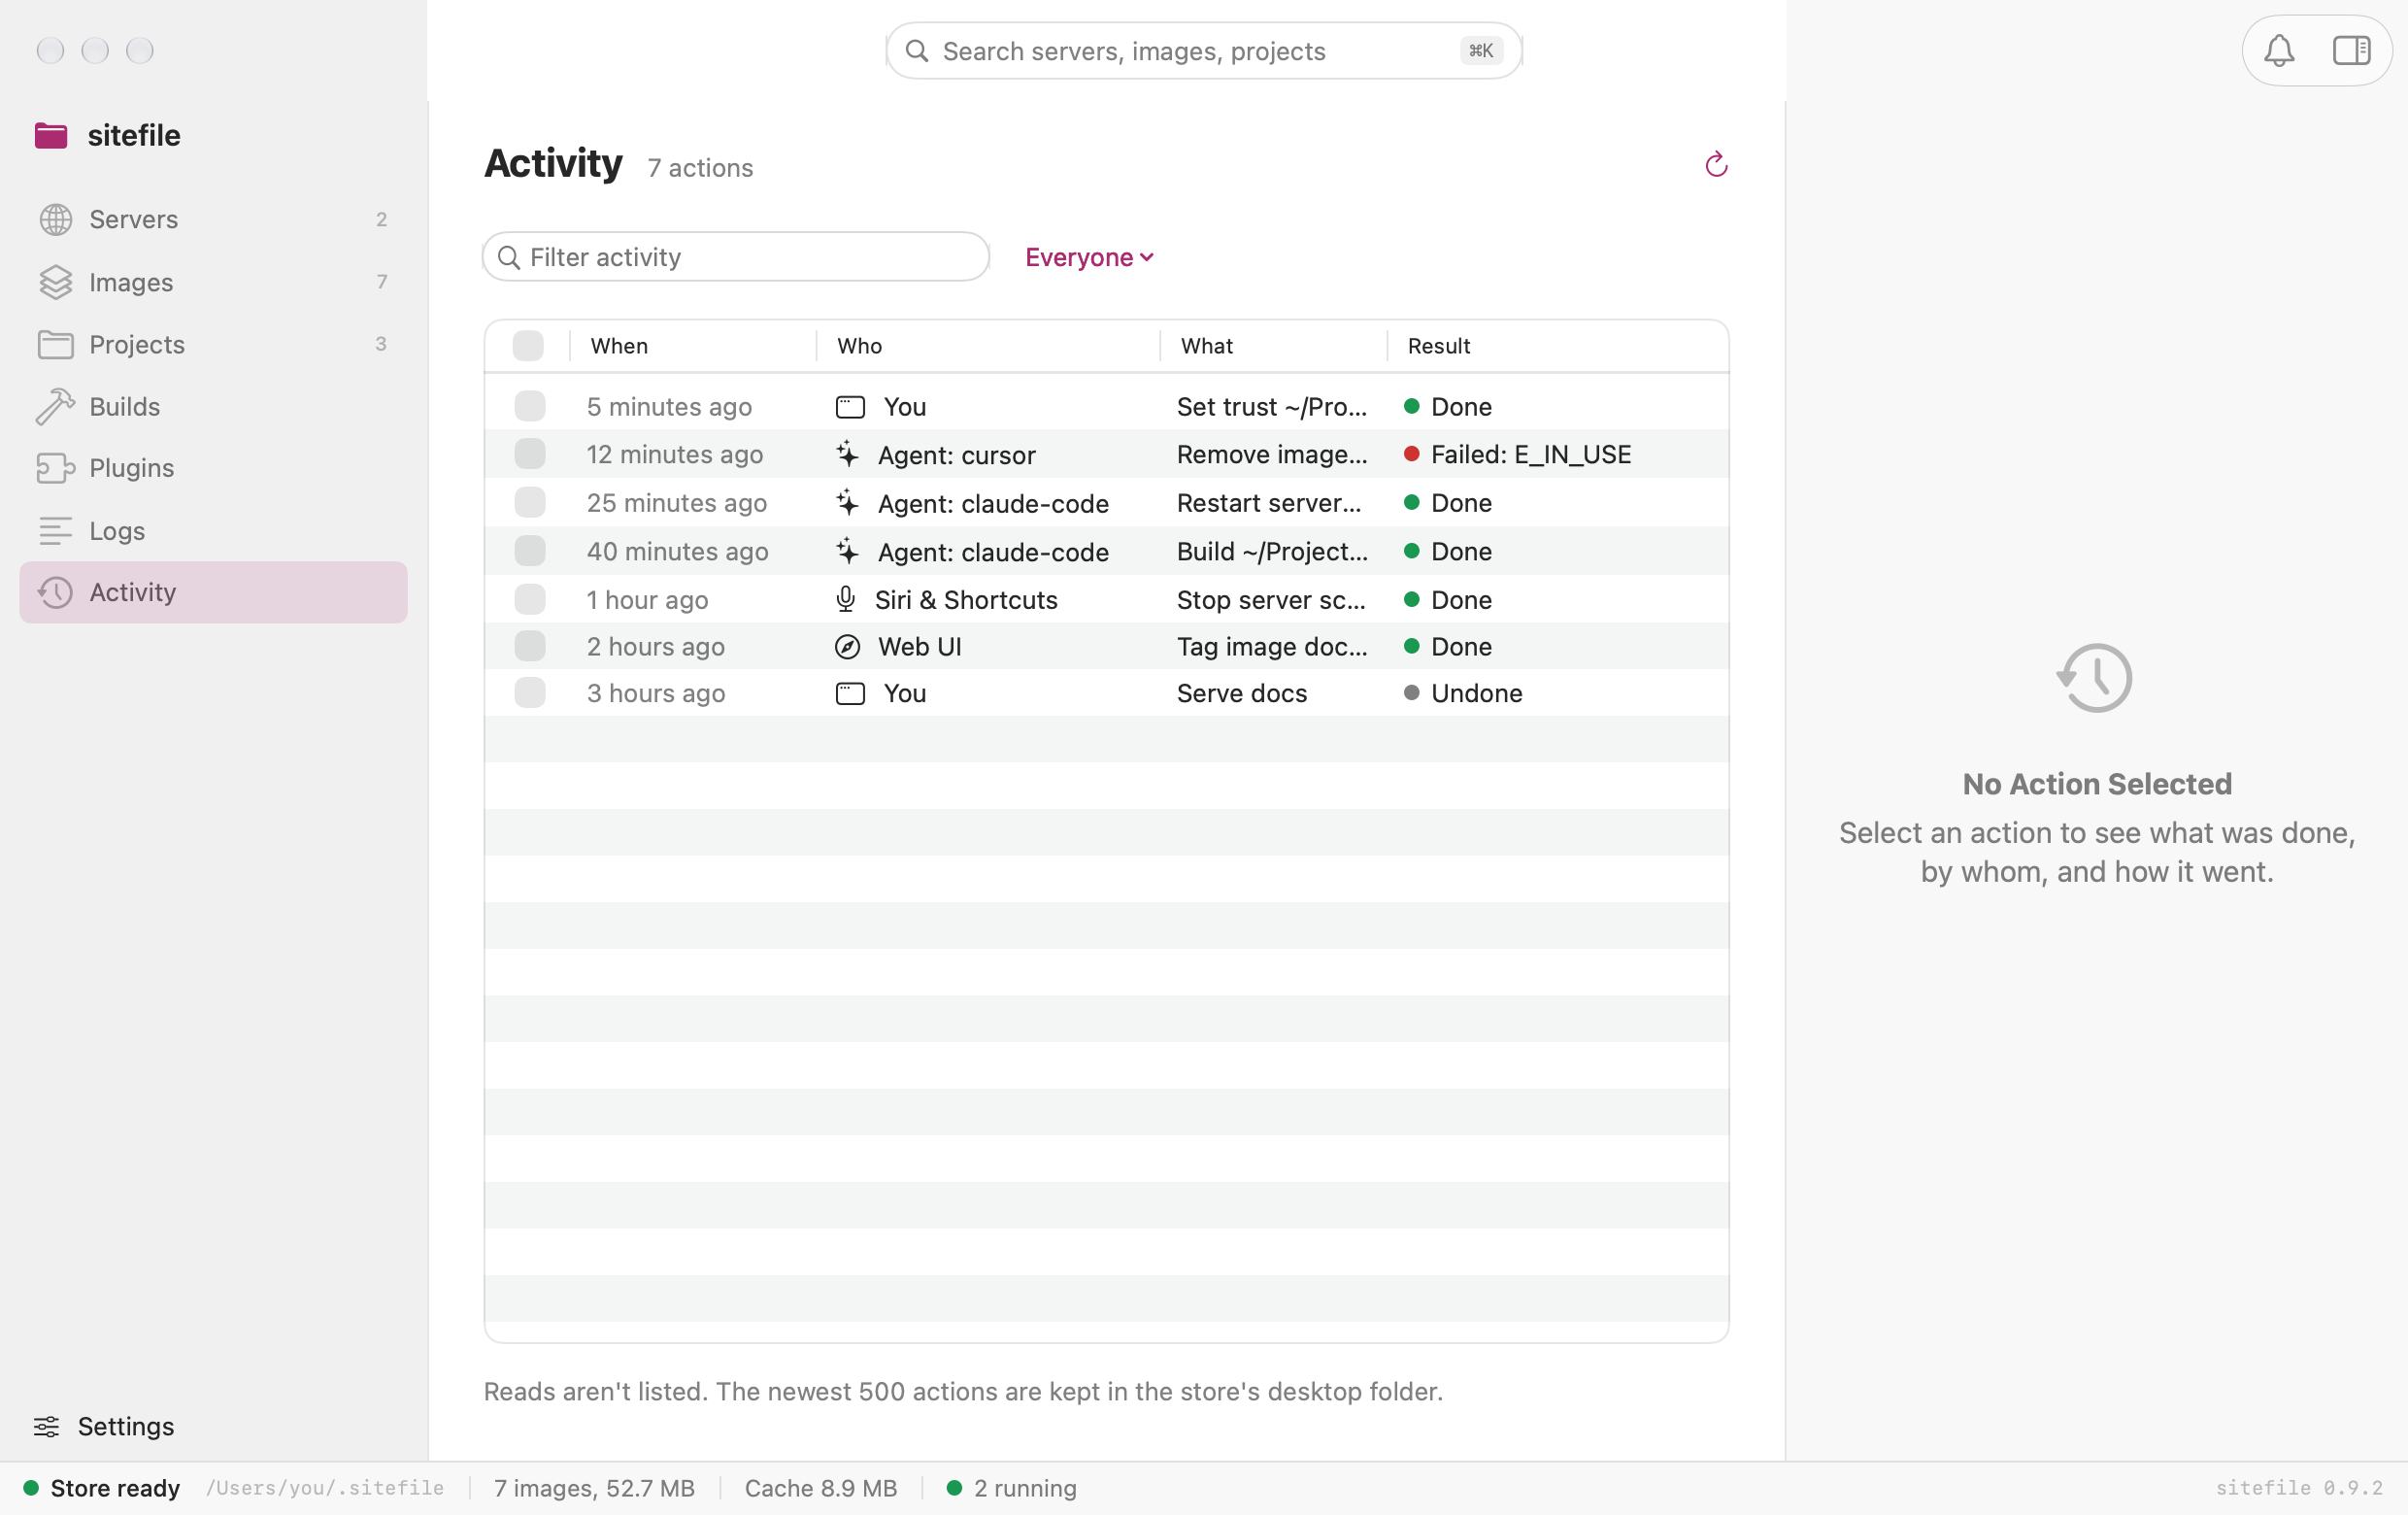 Search servers, images, projects ⌘K
sitefile
Servers 2
Images 7
Projects 3
Builds
Plugins
Logs
Activity
Settings
Activity 7 actions
Filter activity
Everyone
When Who What Result
5 minutes ago You Set trust ~/Pro... Done
12 minutes ago Agent: cursor Remove image... Failed: E_IN_USE
25 minutes ago Agent: claude-code Restart server... Done
40 minutes ago Agent: claude-code Build ~/Project... Done
1 hour ago Siri & Shortcuts Stop server sc... Done
2 hours ago Web UI Tag image doc... Done
3 hours ago You Serve docs Undone
Reads aren't listed. The newest 500 actions are kept in the store's desktop folder.
No Action Selected
Select an action to see what was done,
by whom, and how it went.
Store ready /Users/you/.sitefile 7 images, 52.7 MB Cache 8.9 MB 2 running sitefile 0.9.2